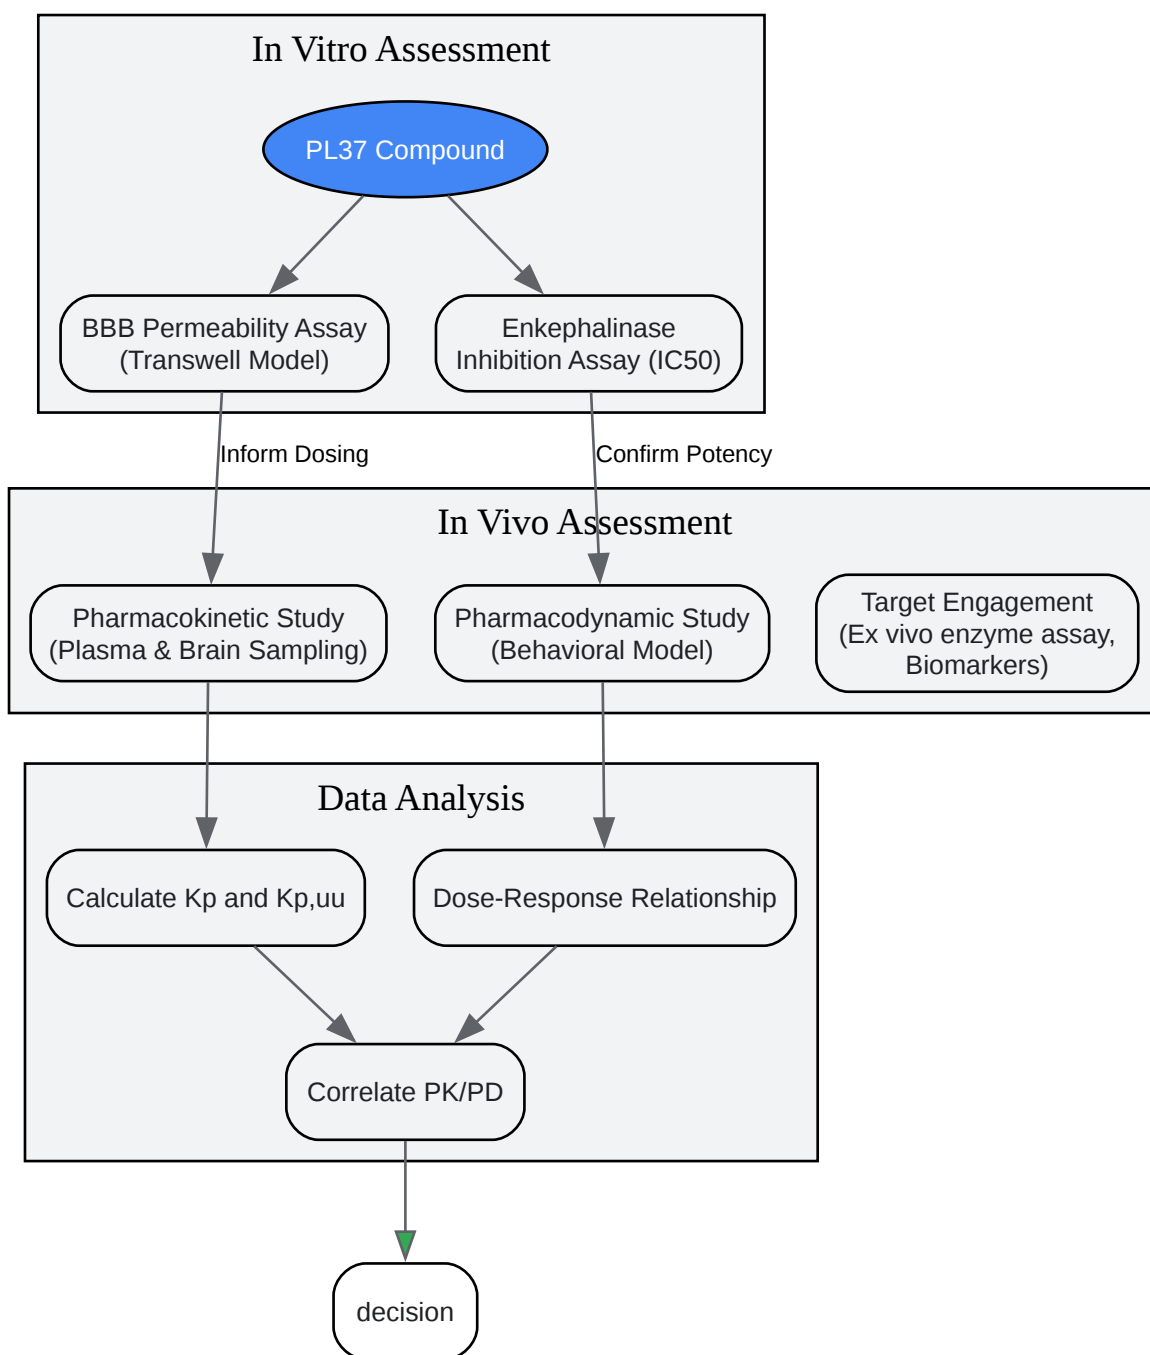 In Vitro Assessment
PL37 Compound
BBB Permeability Assay
(Transwell Model)
Enkephalinase
Inhibition Assay (IC50)
Inform Dosing
Confirm Potency
In Vivo Assessment
Pharmacokinetic Study
(Plasma & Brain Sampling)
Pharmacodynamic Study
(Behavioral Model)
Target Engagement
(Ex vivo enzyme assay,
Biomarkers)
Data Analysis
Calculate Kp and Kp,uu
Dose-Response Relationship
Correlate PK/PD
decision